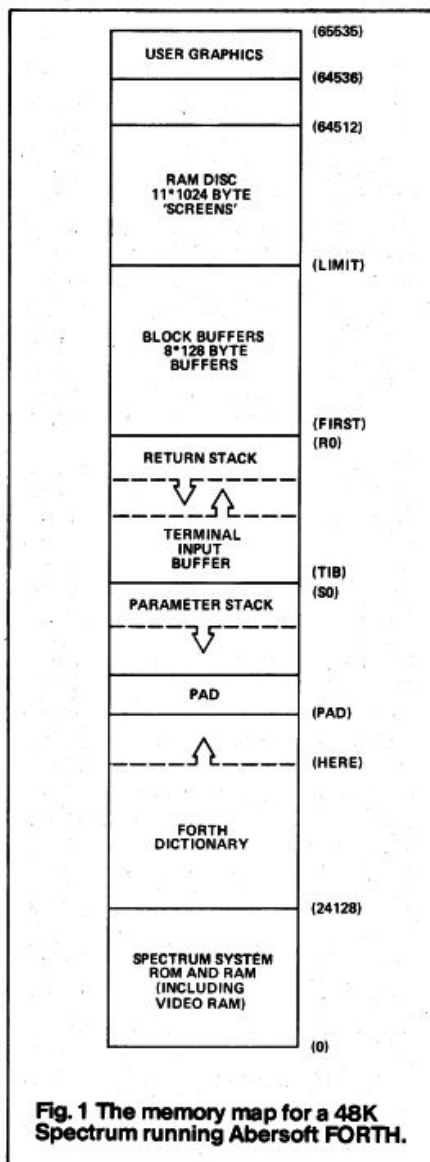 (65535)
USER GRAPHICS
(64536)
(64512)
RAM DISC
11*1024 BYTE
'SCREENS'
(LIMIT)
BLOCK BUFFERS
8*128 BYTE
BUFFERS
(FIRST)
(R0)
RETURN STACK
TERMINAL
INPUT
BUFFER
(TIB)
(S0)
PARAMETER STACK
PAD
(PAD)
(HERE)
FORTH
DICTIONARY
(24128)
SPECTRUM SYSTEM
ROM AND RAM
(INCLUDING
VIDEO RAM)
(0)
Fig. 1 The memory map for a 48K
Spectrum running Abersoft FORTH.